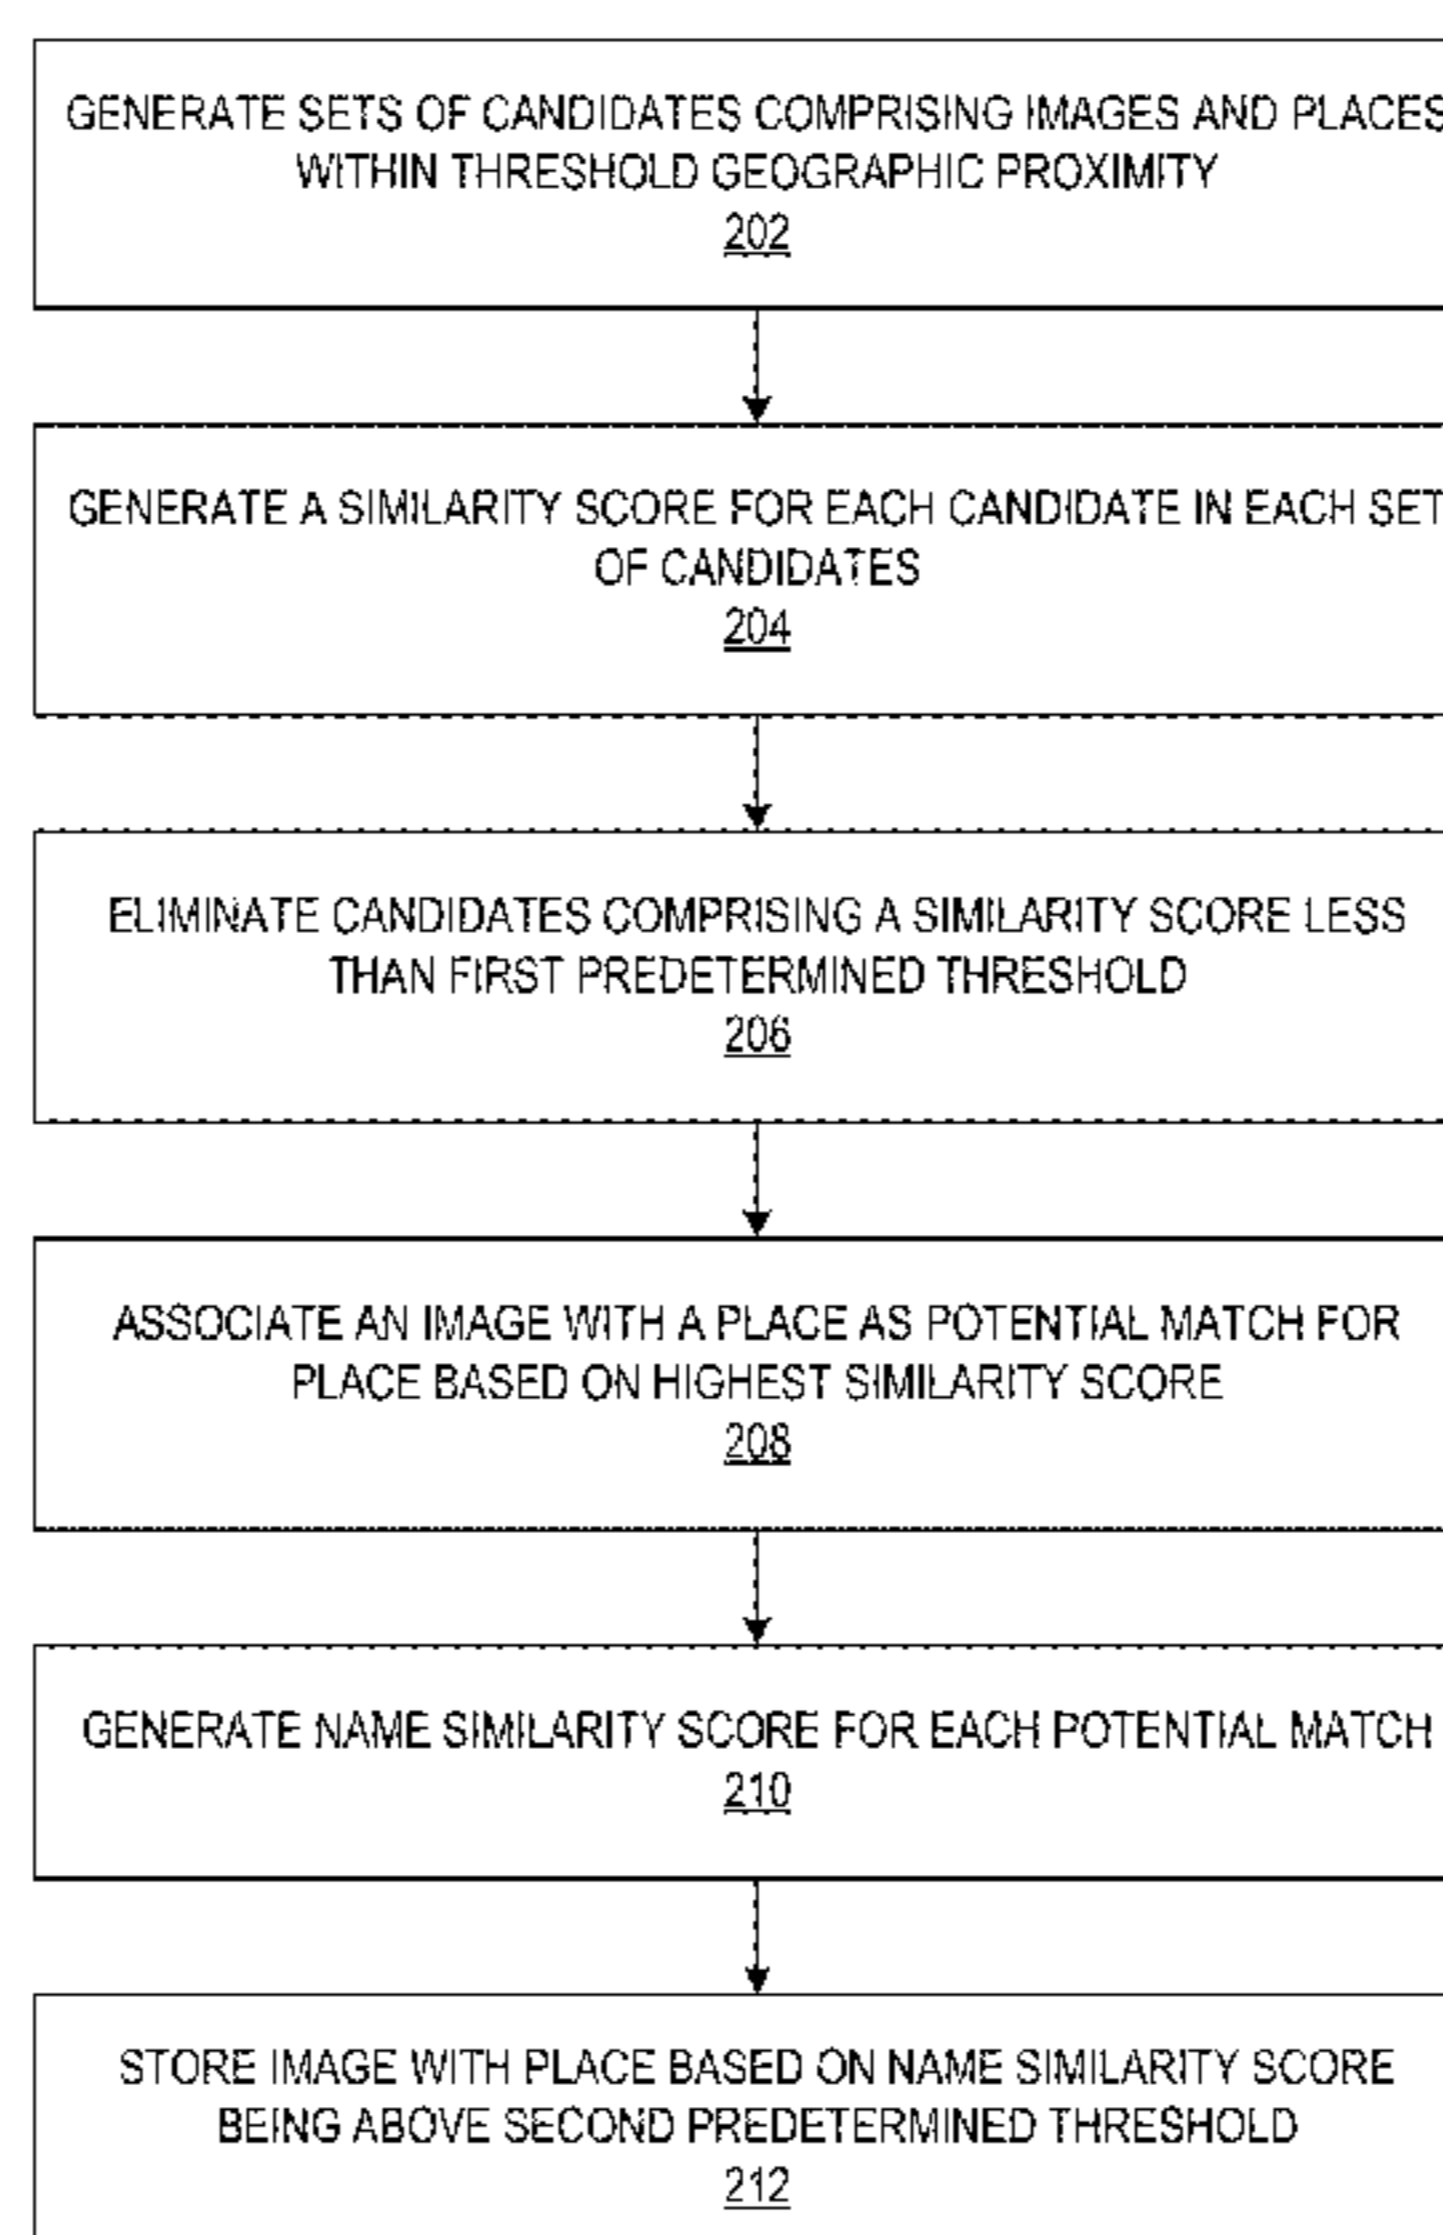 GENERATE SETS OF CANDIDATES COMPRISING IMAGES AND PLACES
WITHIN THRESHOLD GEOGRAPHIC PROXIMITY
202
GENERATE A SIMILARITY SCORE FOR EACH CANDIDATE IN EACH SET
OF CANDIDATES
204
ELIMINATE CANDIDATES COMPRISING A SIMILARITY SCORE LESS
THAN FIRST PREDETERMINED THRESHOLD
206
ASSOCIATE AN IMAGE WITH A PLACE AS POTENTIAL MATCH FOR
PLACE BASED ON HIGHEST SIMILARITY SCORE
208
GENERATE NAME SIMILARITY SCORE FOR EACH POTENTIAL MATCH
210
STORE IMAGE WITH PLACE BASED ON NAME SIMILARITY SCORE
BEING ABOVE SECOND PREDETERMINED THRESHOLD
212